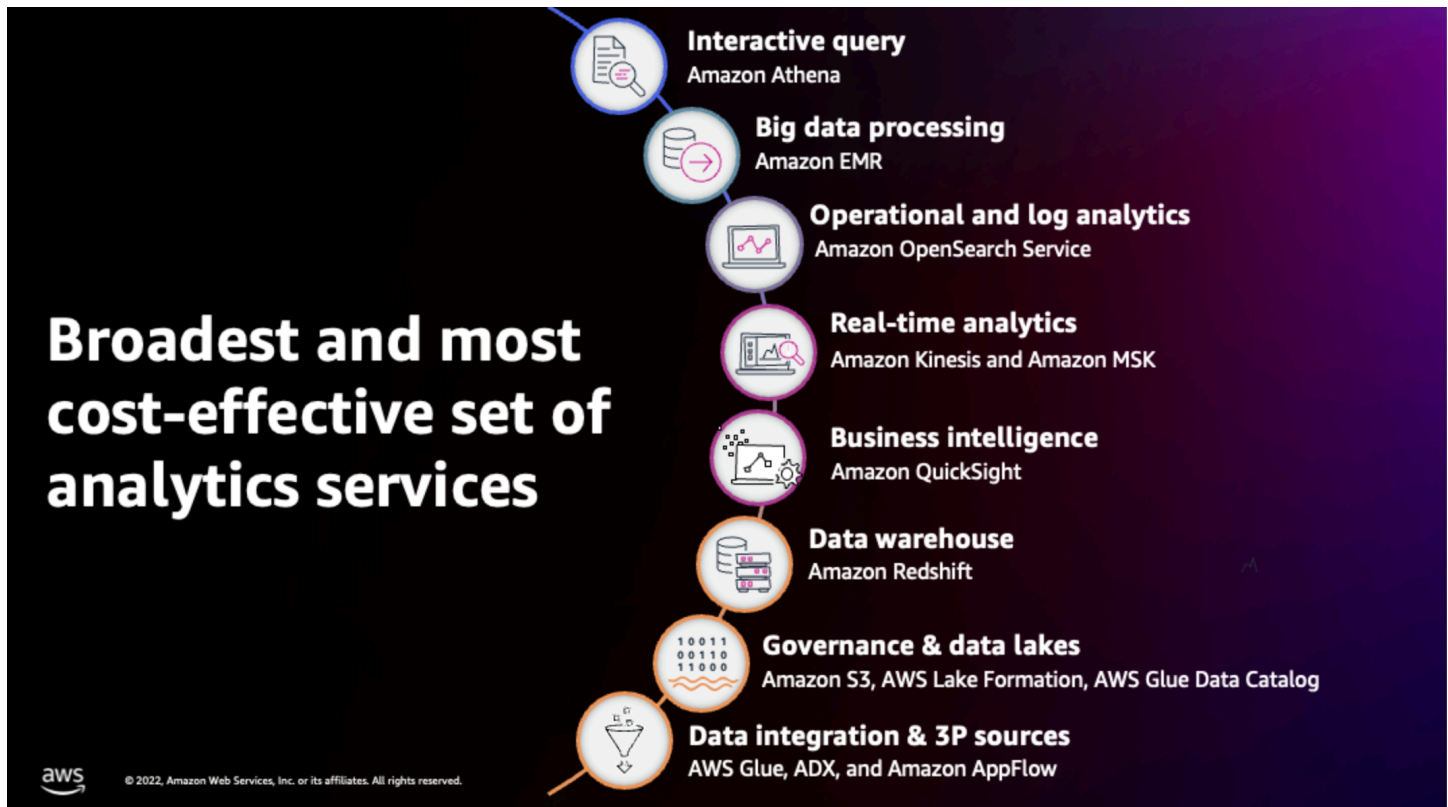 Interactive query
Amazon Athena
Big data processing
Amazon EMR
Operational and log analytics
Amazon OpenSearch Service
Real-time analytics
Amazon Kinesis and Amazon MSK
Broadest and most
cost-effective set of
analytics services
Business intelligence
Amazon QuickSight
Data warehouse
Amazon Redshift
10011
00110
11000
Governance & data lakes
Amazon S3, AWS Lake Formation, AWS Glue Data Catalog
Data integration & 3P sources
AWS Glue, ADX, and Amazon AppFlow
aws
© 2022, Amazon Web Services, Inc. or its affiliates. All rights reserved.